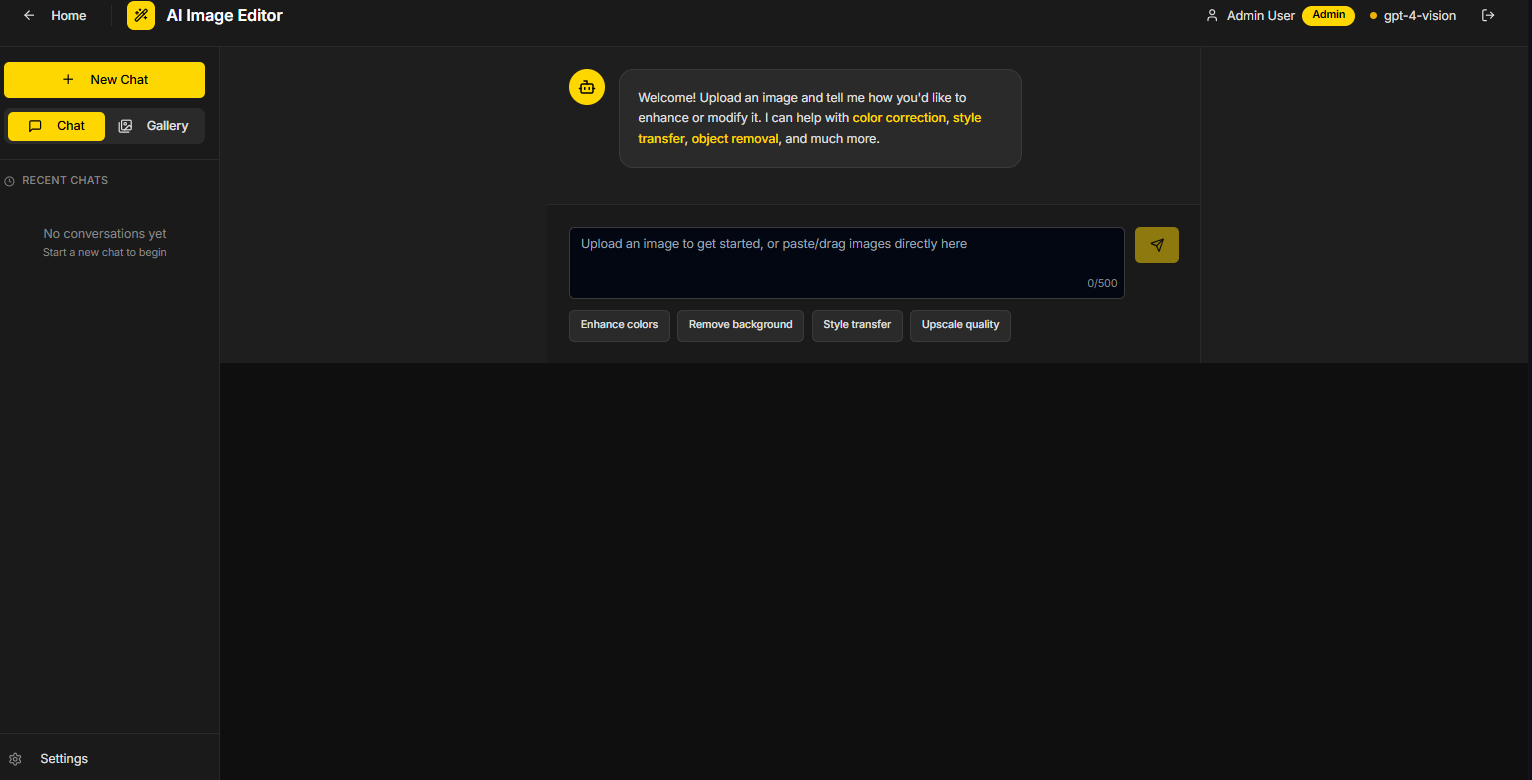 Home
AI Image Editor
Admin User
Admin
gpt-4-vision
New Chat
Chat
Gallery
RECENT CHATS
No conversations yet
Start a new chat to begin
Settings
Welcome! Upload an image and tell me how you'd like to
enhance or modify it. I can help with color correction, style
transfer, object removal, and much more.
Upload an image to get started, or paste/drag images directly here
0/500
Enhance colors
Remove background
Style transfer
Upscale quality